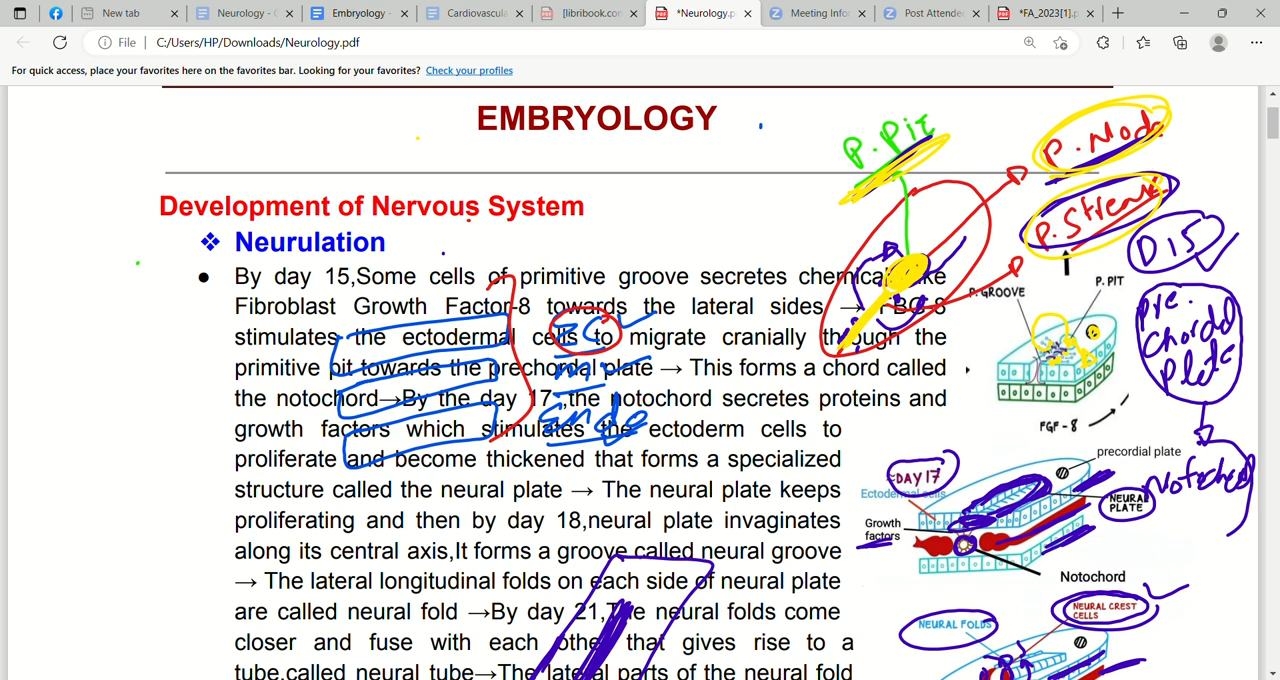 New tab
Neurology - 
Embryology -
Cardiovascula
[libribook.con
*Neurology.p
Meeting Infor
Post Attendee
*FA_2023[1].p
File
C:/Users/HP/Downloads/Neurology.pdf
For quick access, place your favorites here on the favorites bar. Looking for your favorites? Check your profiles
EMBRYOLOGY
P.Pit
P.Node
P.Streak
D15
Development of Nervous System
❖ Neurulation
● By day 15,Some cells of primitive groove secretes chemical like
Fibroblast Growth Factor-8 towards the lateral sides → FBG-8
stimulates the ectodermal cells to migrate cranially through the
primitive pit towards the prechordal plate → This forms a chord called
the notochord→By the day 17 ,the notochord secretes proteins and
growth factors which stimulates the ectoderm cells to
proliferate and become thickened that forms a specialized
structure called the neural plate → The neural plate keeps
proliferating and then by day 18,neural plate invaginates
along its central axis,It forms a groove called neural groove
→ The lateral longitudinal folds on each side of neural plate
are called neural fold →By day 21,The neural folds come
closer and fuse with each other that gives rise to a
tube,called neural tube→The lateral parts of the neural fold
P. GROOVE
P. PIT
FGF-8
Pre.
Chordal
Plate
Notochord
precordial plate
~DAY 17
Ectodermal cells
NEURAL
PLATE
Growth
factors
Notochord
NEURAL CREST
CELLS
NEURAL FOLDS